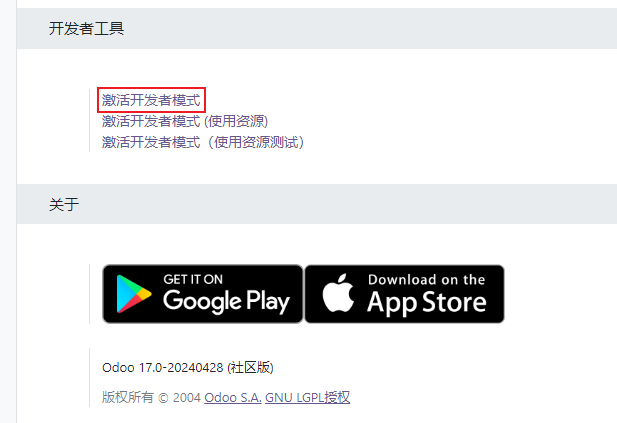 开发者工具
激活开发者模式
激活开发者模式 (使用资源)
激活开发者模式（使用资源测试）
关于
GET IT ON
Google Play
Download on the
App Store
Odoo 17.0-20240428 (社区版)
版权所有 © 2004 Odoo S.A. GNU LGPL授权